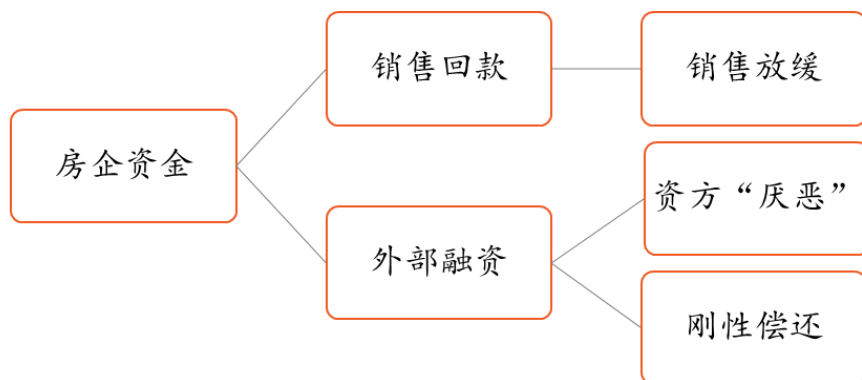 房企资金
销售回款
销售放缓
外部融资
资方“厌恶”
刚性偿还